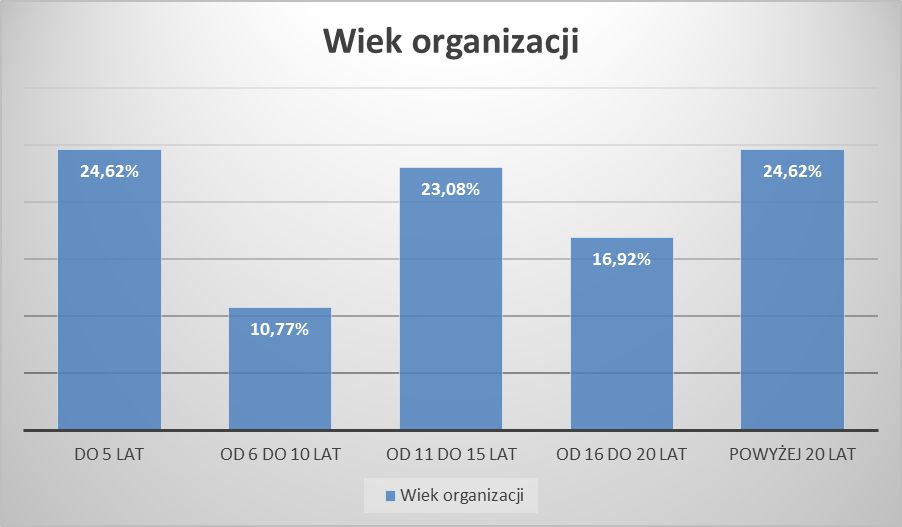 Wiek organizacji
24,62%
10,77%
23,08%
16,92%
24,62%
DO 5 LAT
OD 6 DO 10 LAT
OD 11 DO 15 LAT
OD 16 DO 20 LAT
POWYŻEJ 20 LAT
Wiek organizacji